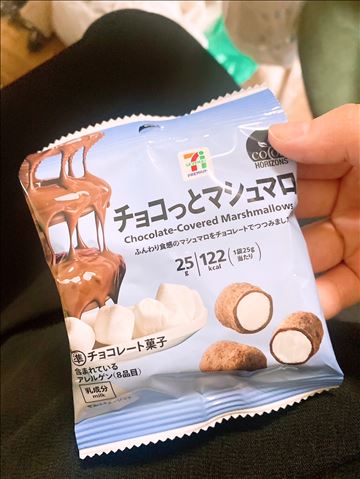 7
ELEVEN
PREMIUM
COCOA
HORIZONS
チョコっとマシュマロ
Chocolate-Covered Marshmallows
ふんわり食感のマシュマロをチョコレートでつつみました
25g 122kcal (1袋25g当たり)
準 チョコレート菓子
含まれている
アレルゲン(8品目)
乳成分
milk